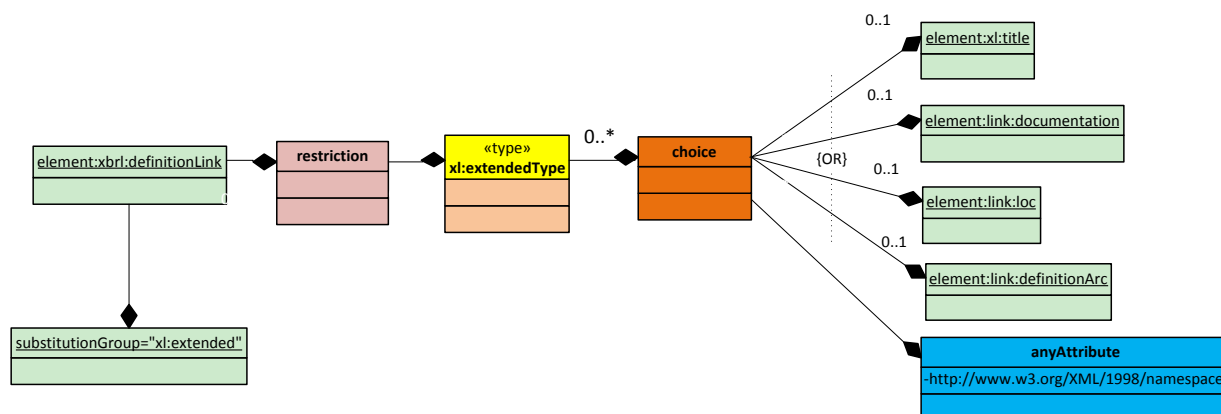 element:xbrl:definitionLink
0
substitutionGroup="xl:extended"
restriction
«type»
xl:extendedType
0..*
choice
{OR}
0..1
element:xl:title
0..1
element:link:documentation
0..1
element:link:loc
0..1
element:link:definitionArc
anyAttribute
-http://www.w3.org/XML/1998/namespace